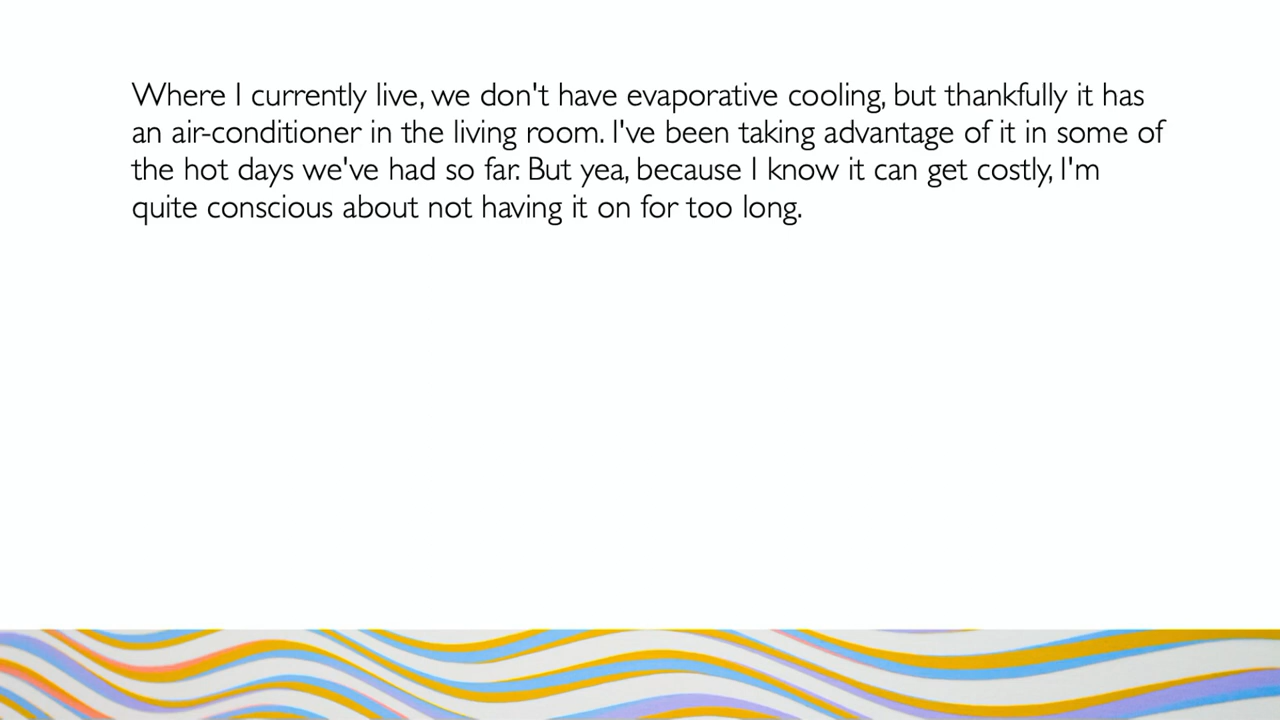 Where I currently live, we don't have evaporative cooling, but thankfully it has
an air-conditioner in the living room. I've been taking advantage of it in some of
the hot days we've had so far. But yea, because I know it can get costly, I'm
quite conscious about not having it on for too long.